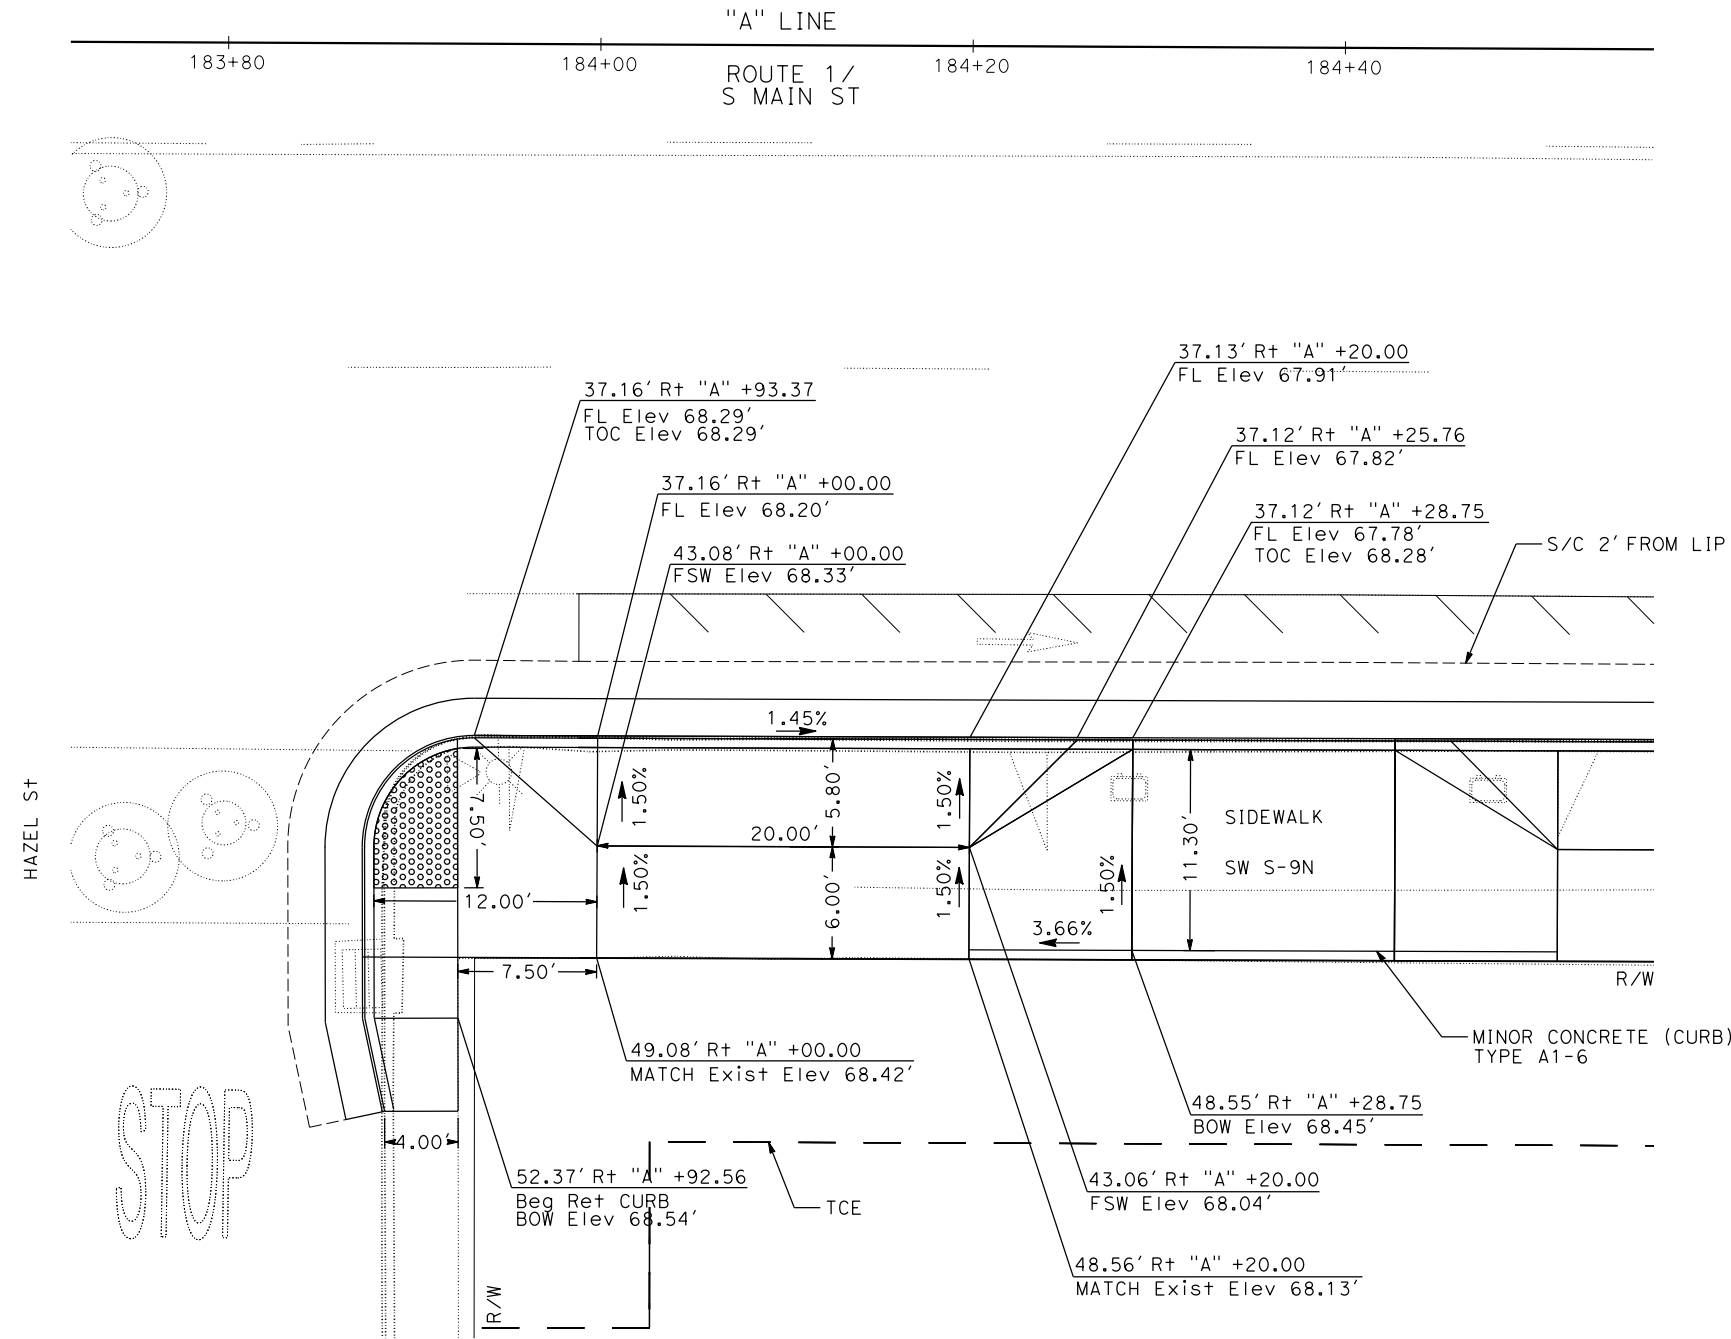 "A" LINE
183+80
184+00
184+20
184+40
ROUTE 1/
S MAIN ST
37.13' Rt "A" +20.00
FL Elev 67.91'
37.16' Rt "A" +93.37
FL Elev 68.29'
TOC Elev 68.29'
37.12' Rt "A" +25.76
FL Elev 67.82'
37.16' Rt "A" +00.00
FL Elev 68.20'
37.12' Rt "A" +28.75
FL Elev 67.78'
TOC Elev 68.28'
43.08' Rt "A" +00.00
FSW Elev 68.33'
S/C 2' FROM LIP
1.45%
7.50'
1.50%
5.80'
1.50%
20.00'
11.30'
SIDEWALK
SW S-9N
HAZEL St
12.00'
1.50%
6.00'
1.50%
1.50%
3.66%
7.50'
R/W
MINOR CONCRETE (CURB)
TYPE A1-6
49.08' Rt "A" +00.00
MATCH Exist Elev 68.42'
48.55' Rt "A" +28.75
BOW Elev 68.45'
STOP
4.00'
52.37' Rt "A" +92.56
Beg Ret CURB
BOW Elev 68.54'
TCE
43.06' Rt "A" +20.00
FSW Elev 68.04'
48.56' Rt "A" +20.00
MATCH Exist Elev 68.13'
R/W